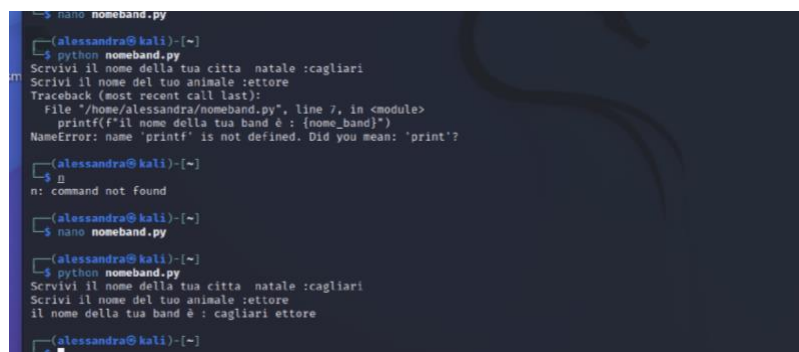 └─$ nano nomeband.py
┌──(alessandra㉿kali)-[~]
└─$ python nomeband.py
Scrvivi il nome della tua citta  natale :cagliari
Scrivi il nome del tuo animale :ettore
Traceback (most recent call last):
  File "/home/alessandra/nomeband.py", line 7, in <module>
    printf(f"il nome della tua band è : {nome_band}")
NameError: name 'printf' is not defined. Did you mean: 'print'?
┌──(alessandra㉿kali)-[~]
└─$ n
n: command not found
┌──(alessandra㉿kali)-[~]
└─$ nano nomeband.py
┌──(alessandra㉿kali)-[~]
└─$ python nomeband.py
Scrvivi il nome della tua citta  natale :cagliari
Scrivi il nome del tuo animale :ettore
il nome della tua band è : cagliari ettore
┌──(alessandra㉿kali)-[~]
└─$